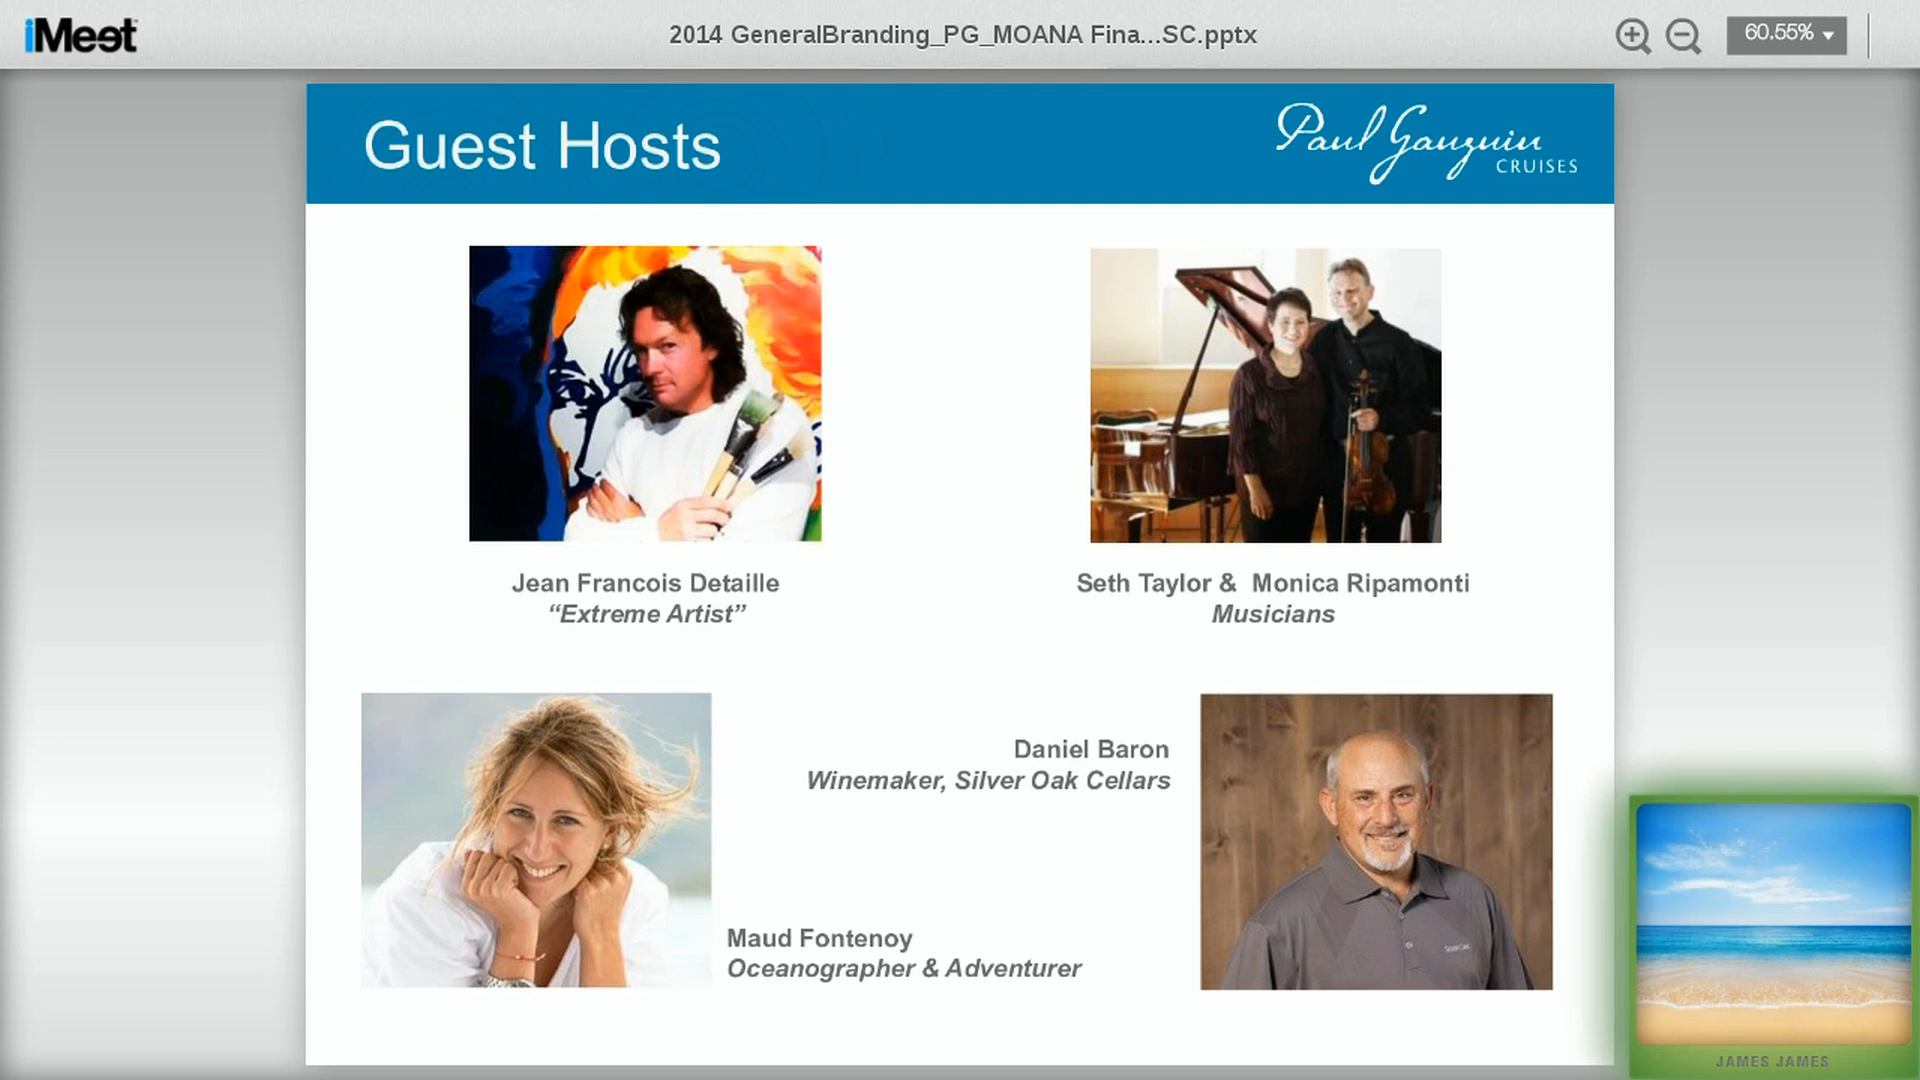 iMeet
2014 GeneralBranding_PG_MOANA Fina...SC.pptx
60.55%
Guest Hosts
Paul Gauguin
CRUISES
Jean Francois Detaille
“Extreme Artist”
Seth Taylor & Monica Ripamonti
Musicians
Daniel Baron
Winemaker, Silver Oak Cellars
Maud Fontenoy
Oceanographer & Adventurer
JAMES JAMES